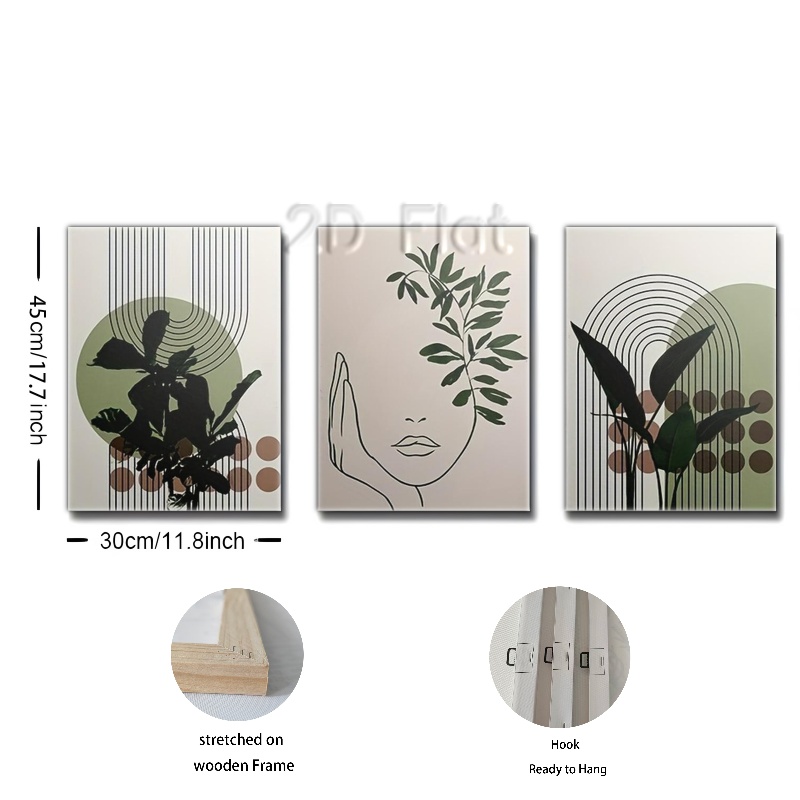 2D Flat
45cm/17.7inch
30cm/11.8inch
stretched on
wooden Frame
Hook
Ready to Hang